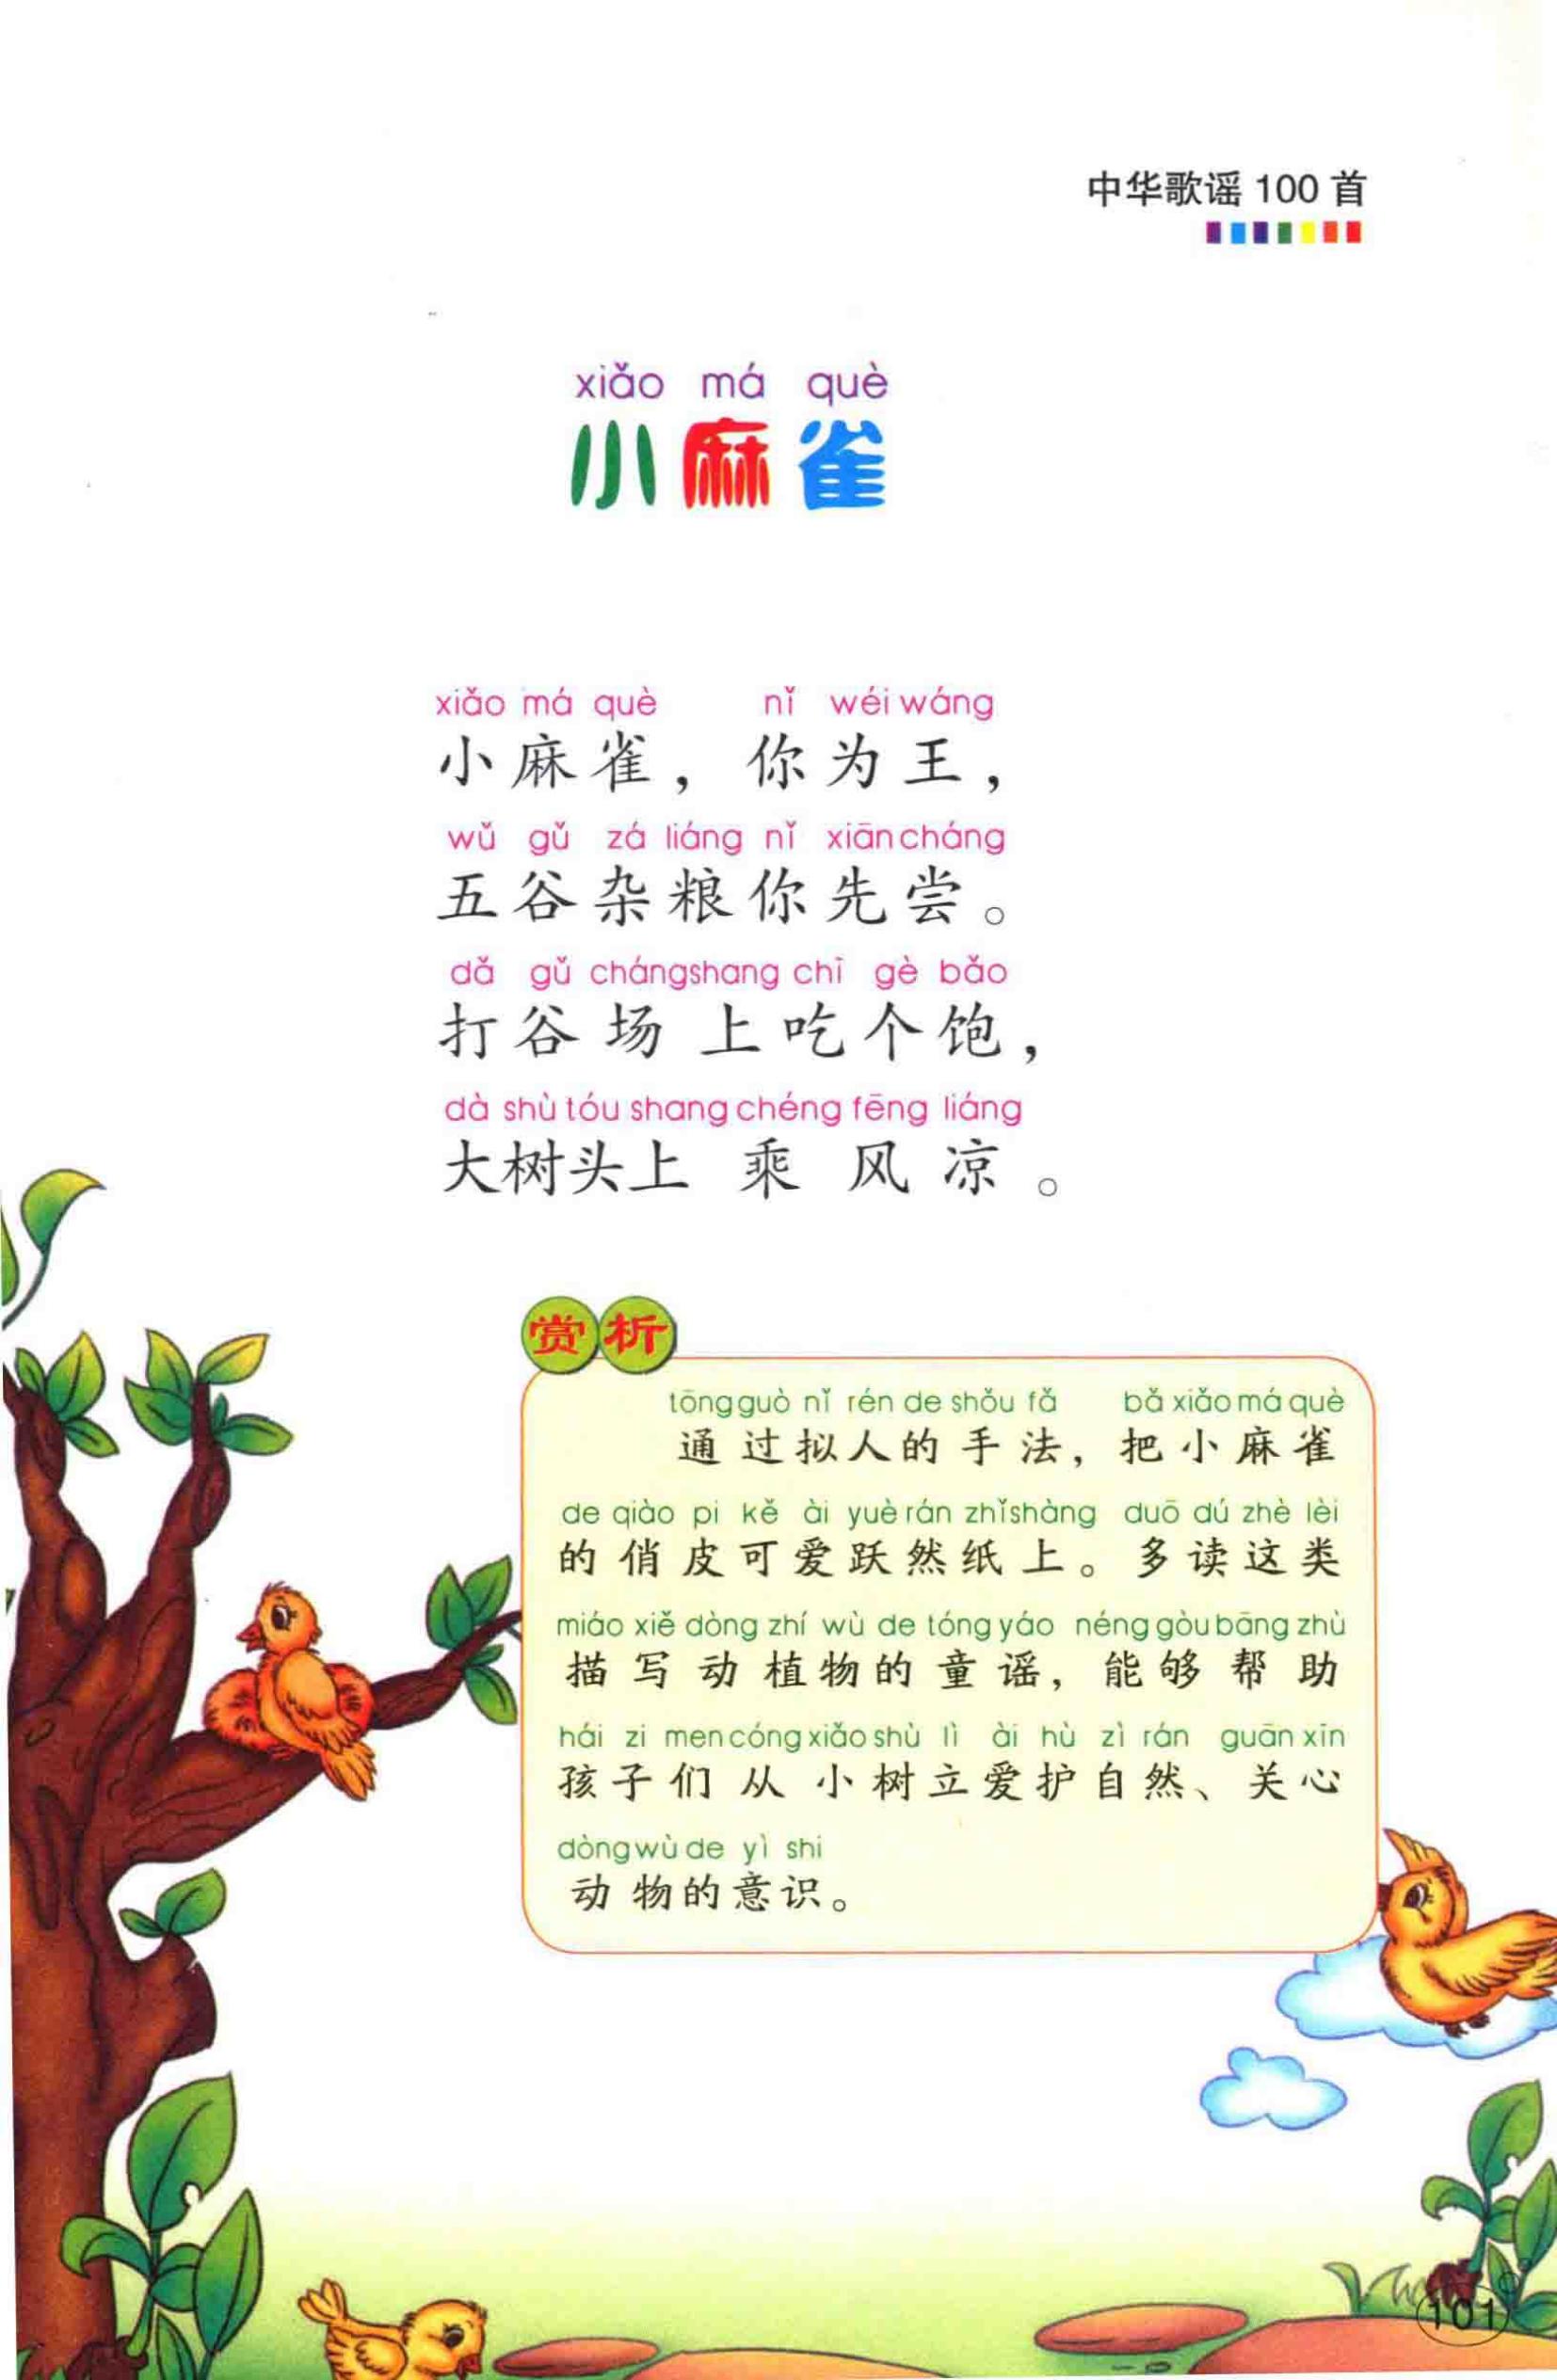 中华歌谣 100 首
xiǎo má què
小麻雀
xiǎo má què nǐ wéi wáng
小麻雀，你为王，
wǔ gǔ zá liáng nǐ xiān cháng
五谷杂粮你先尝。
dǎ gǔ chángshang chī gè bǎo
打谷场上吃个饱，
dà shù tóu shang chéng fēng liáng
大树头上乘风凉。
赏析
tōng guò nǐ rén de shǒu fǎ bǎ xiǎo má què
通过拟人的手法，把小麻雀
de qiào pi kě ài yuè rán zhǐ shàng duō dú zhè lèi
的俏皮可爱跃然纸上。多读这类
miáo xiě dòng zhí wù de tóng yáo néng gòu bāng zhù
描写动植物的童谣，能够帮助
hái zi men cóng xiǎo shù lì ài hù zì rán guān xīn
孩子们从小树立爱护自然、关心
dòng wù de yì shi
动物的意识。
101